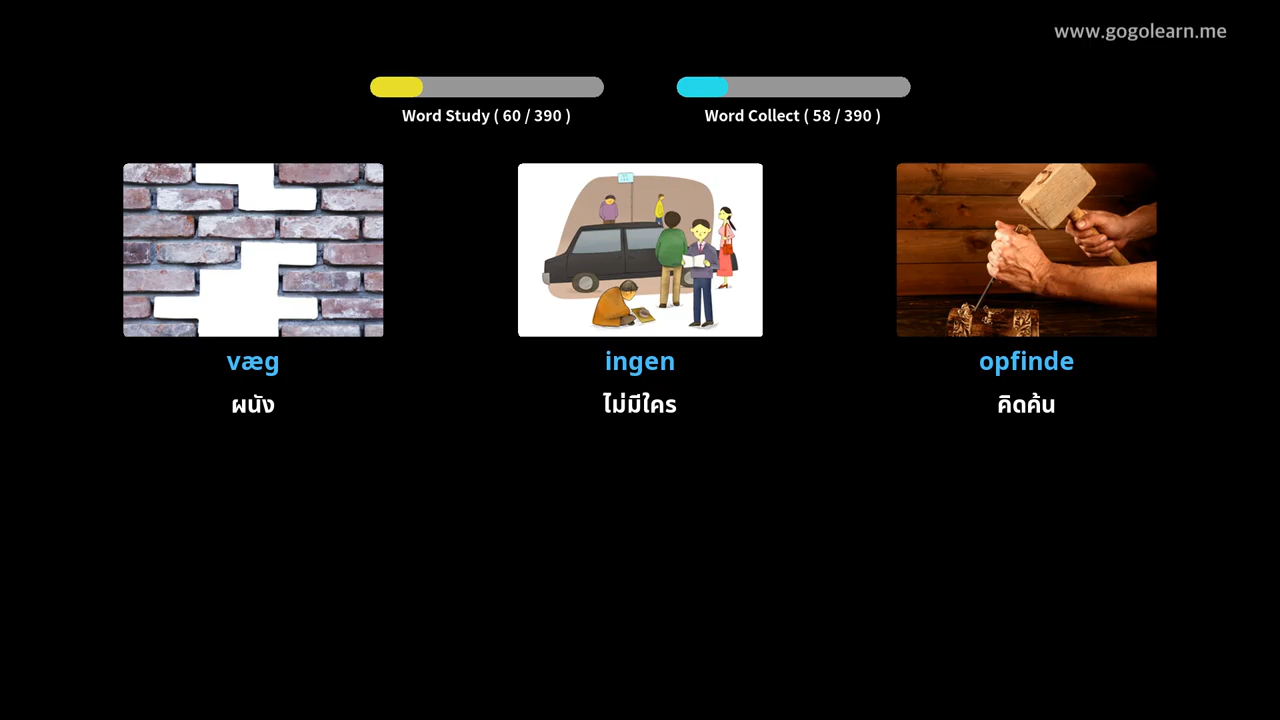 www.gogolearn.me
Word Study ( 60 / 390 )
Word Collect ( 58 / 390 )
væg
ingen
opfinde
ผนัง
ไม่มีใคร
คิดค้น